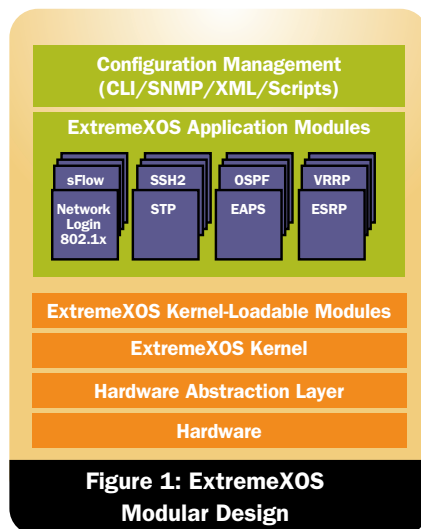 Configuration Management
(CLI/SNMP/XML/Scripts)
ExtremeXOS Application Modules
sFlow
SSH2
OSPF
VRRP
Network
Login
802.1x
STP
EAPS
ESRP
ExtremeXOS Kernel-Loadable Modules
ExtremeXOS Kernel
Hardware Abstraction Layer
Hardware
Figure 1: ExtremeXOS
Modular Design